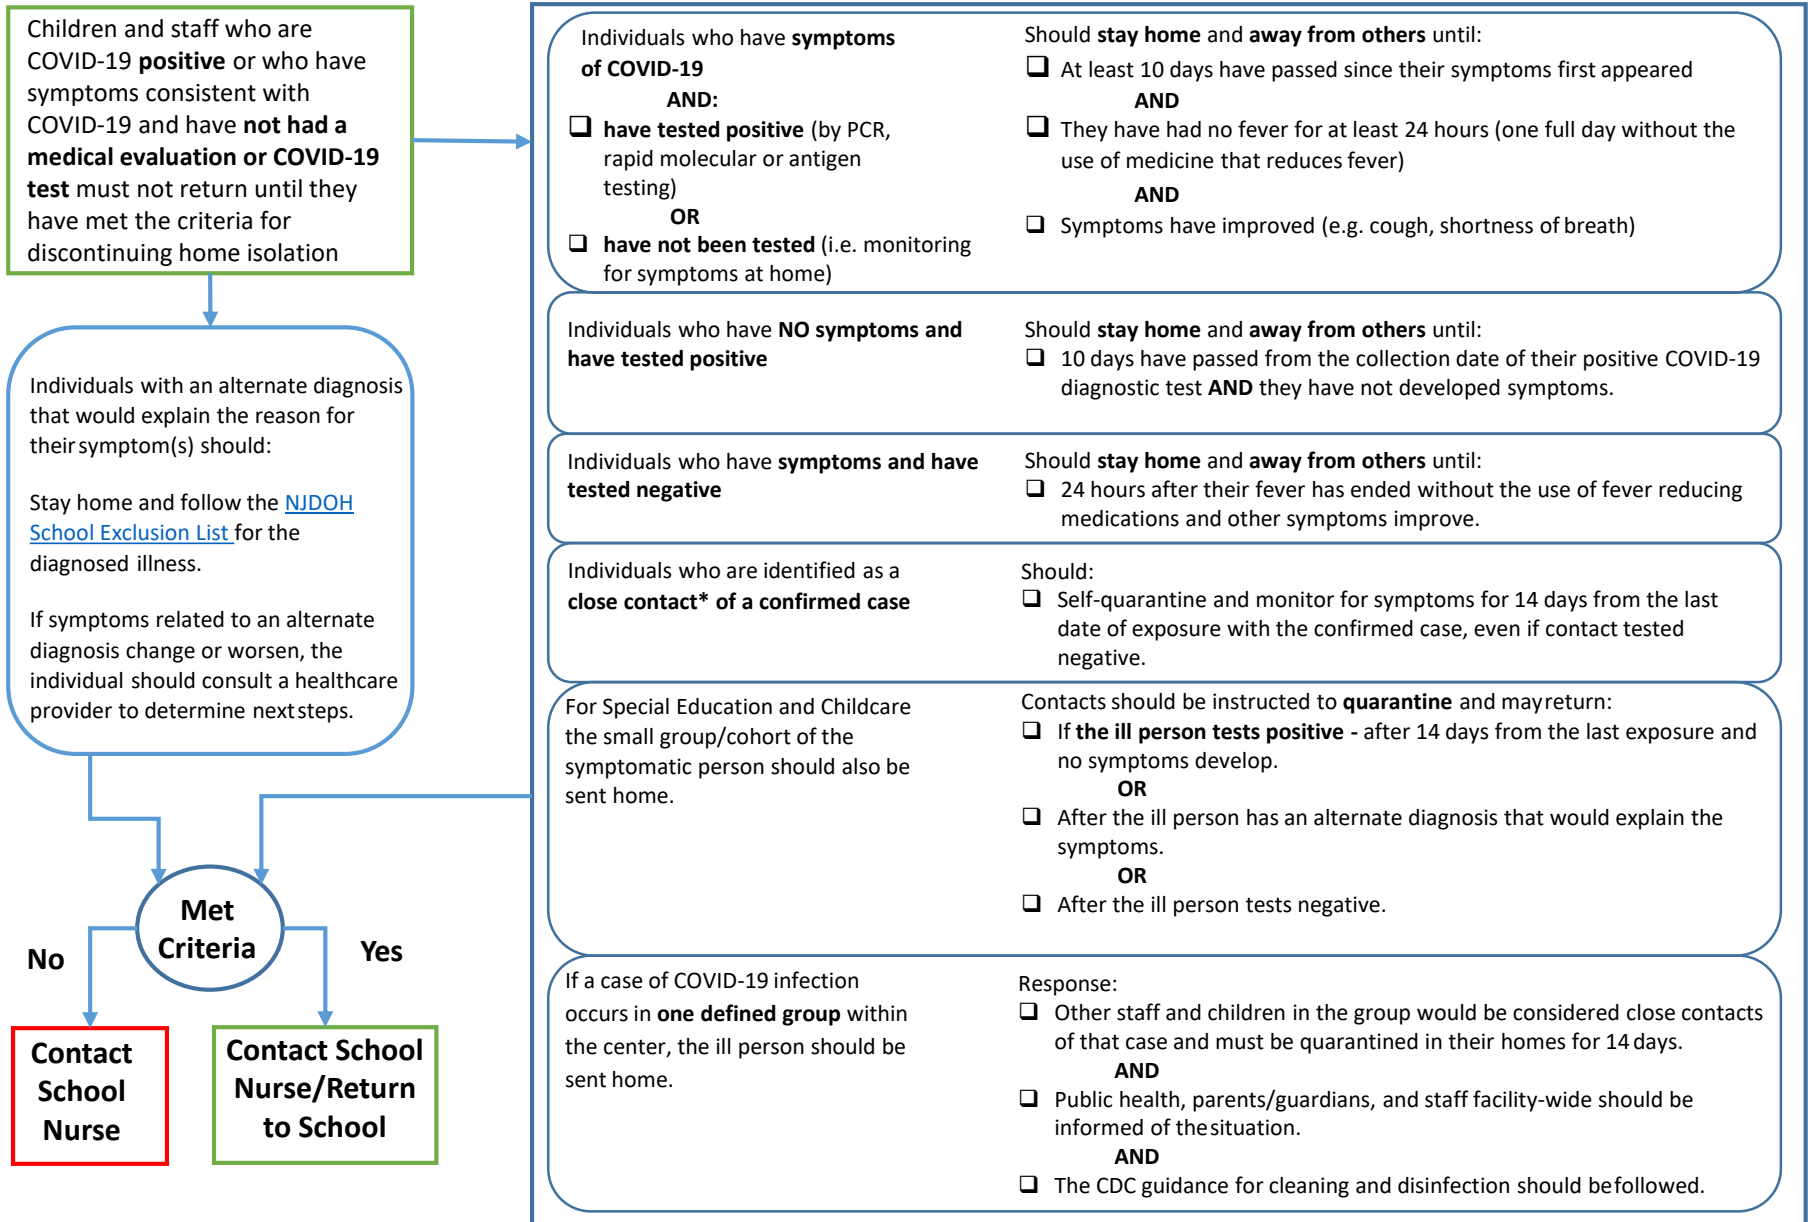 Children and staff who are
COVID-19 positive or who have
symptoms consistent with
COVID-19 and have not had a
medical evaluation or COVID-19
test must not return until they
have met the criteria for
discontinuing home isolation
Individuals with an alternate diagnosis
that would explain the reason for
their symptom(s) should:
Stay home and follow the NJDOH
School Exclusion List for the
diagnosed illness.
If symptoms related to an alternate
diagnosis change or worsen, the
individual should consult a healthcare
provider to determine next steps.
Met
Criteria
No
Yes
Contact
School
Nurse
Contact School
Nurse/Return
to School
Individuals who have symptoms
of COVID-19
AND:
❑ have tested positive (by PCR,
rapid molecular or antigen
testing)
OR
❑ have not been tested (i.e. monitoring
for symptoms at home)
Should stay home and away from others until:
❑ At least 10 days have passed since their symptoms first appeared
AND
❑ They have had no fever for at least 24 hours (one full day without the
use of medicine that reduces fever)
AND
❑ Symptoms have improved (e.g. cough, shortness of breath)
Individuals who have NO symptoms and
have tested positive
Should stay home and away from others until:
❑ 10 days have passed from the collection date of their positive COVID-19
diagnostic test AND they have not developed symptoms.
Individuals who have symptoms and have
tested negative
Should stay home and away from others until:
❑ 24 hours after their fever has ended without the use of fever reducing
medications and other symptoms improve.
Individuals who are identified as a
close contact* of a confirmed case
Should:
❑ Self-quarantine and monitor for symptoms for 14 days from the last
date of exposure with the confirmed case, even if contact tested
negative.
For Special Education and Childcare
the small group/cohort of the
symptomatic person should also be
sent home.
Contacts should be instructed to quarantine and may return:
❑ If the ill person tests positive - after 14 days from the last exposure and
no symptoms develop.
OR
❑ After the ill person has an alternate diagnosis that would explain the
symptoms.
OR
❑ After the ill person tests negative.
If a case of COVID-19 infection
occurs in one defined group within
the center, the ill person should be
sent home.
Response:
❑ Other staff and children in the group would be considered close contacts
of that case and must be quarantined in their homes for 14 days.
AND
❑ Public health, parents/guardians, and staff facility-wide should be
informed of the situation.
AND
❑ The CDC guidance for cleaning and disinfection should be followed.